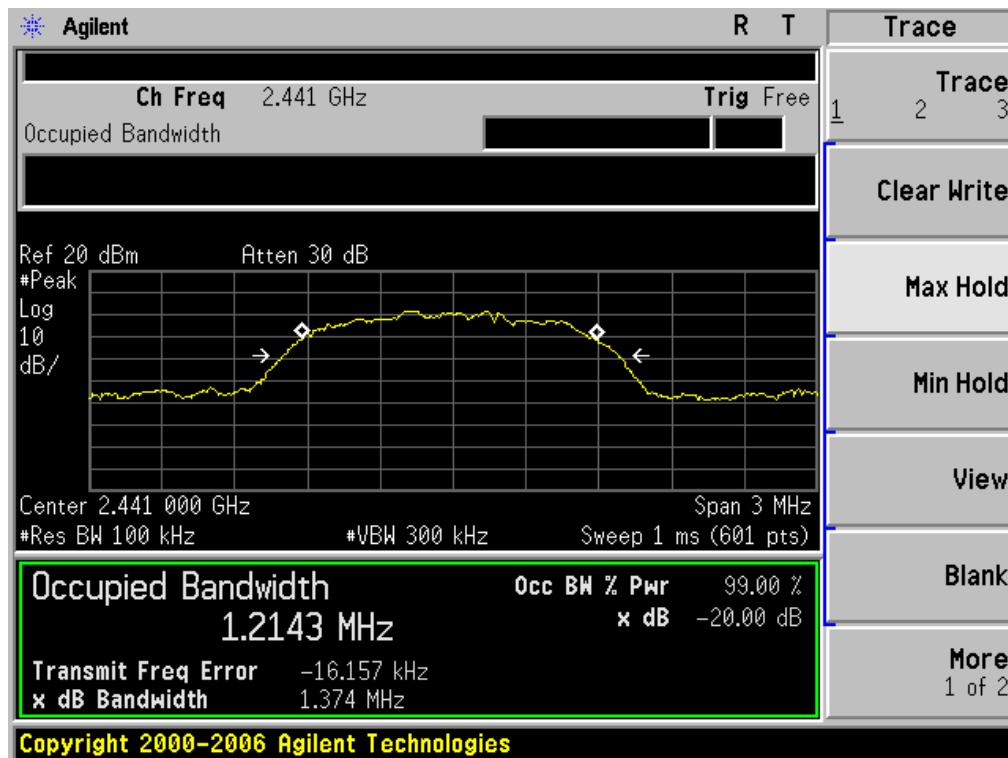 Agilent R T Trace
Ch Freq 2.441 GHz Trig Free
Occupied Bandwidth
Trace
1 2 3
Clear Write
Max Hold
Min Hold
View
Blank
More
1 of 2
Ref 20 dBm Atten 30 dB
#Peak
Log
10
dB/
Center 2.441 000 GHz Span 3 MHz
#Res BW 100 kHz #VBW 300 kHz Sweep 1 ms (601 pts)
Occupied Bandwidth Occ BW % Pwr 99.00 %
1.2143 MHz x dB -20.00 dB
Transmit Freq Error -16.157 kHz
x dB Bandwidth 1.374 MHz
Copyright 2000-2006 Agilent Technologies